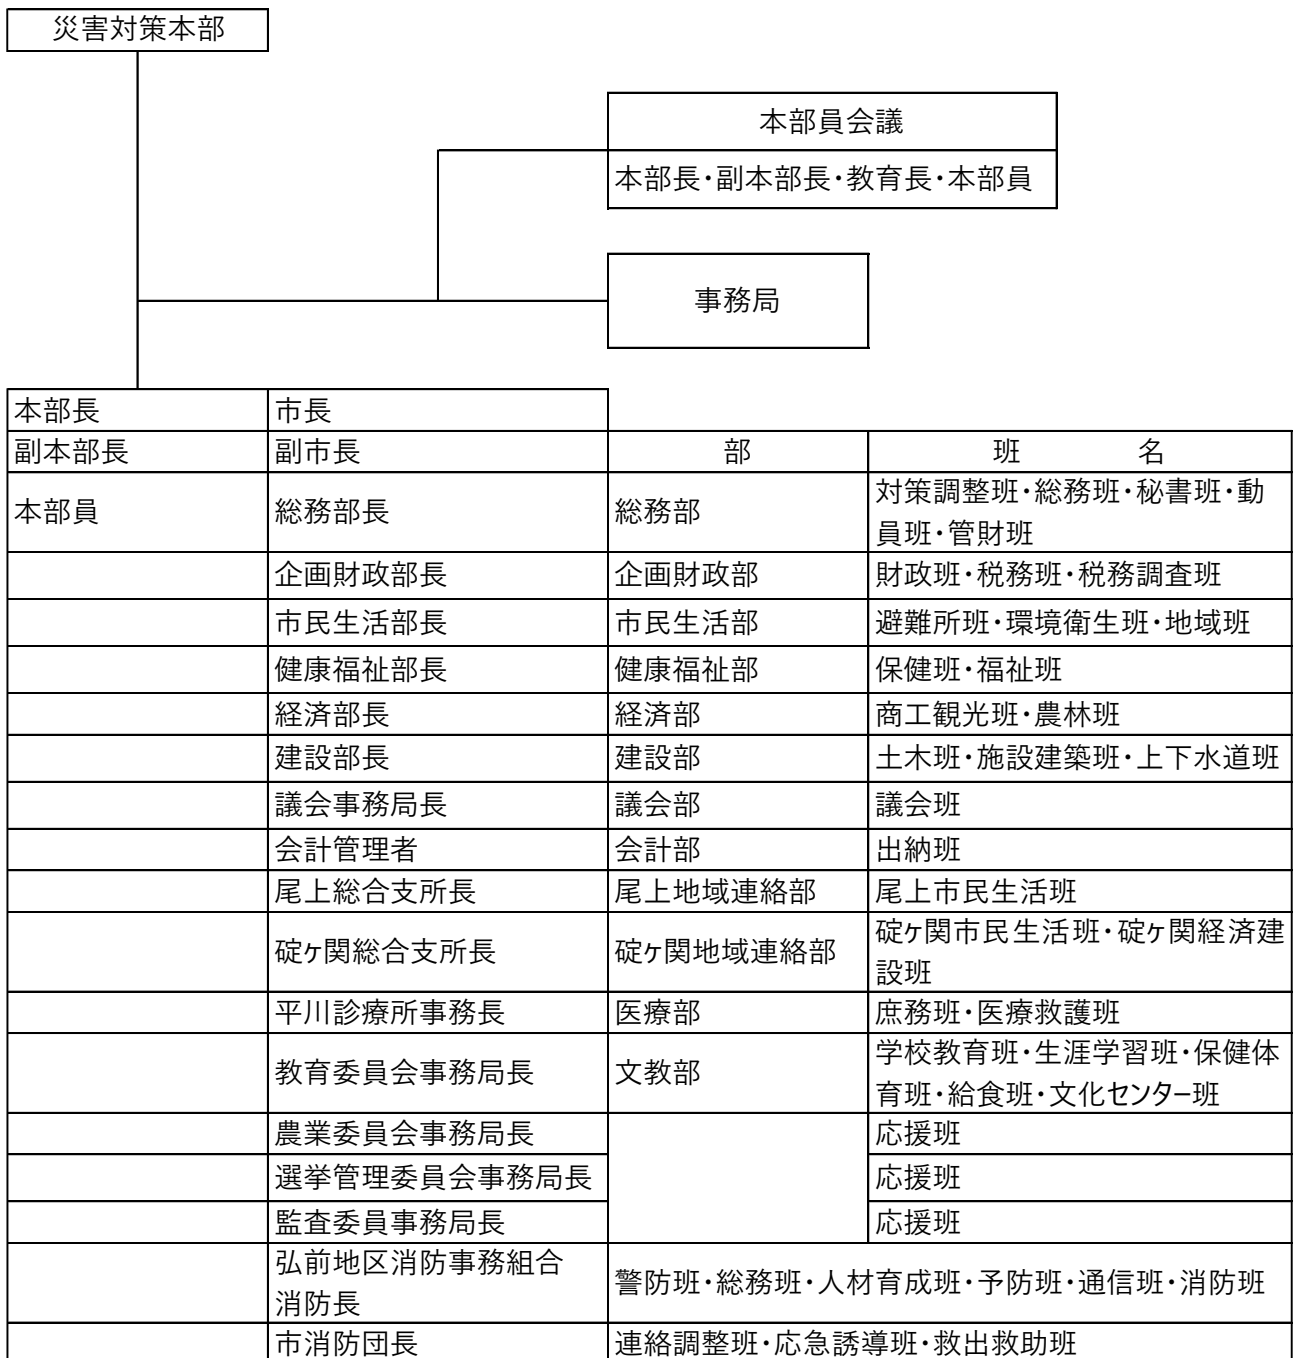 災害対策本部
本部員会議
本部長・副本部長・教育長・本部員
事務局
本部長 市長
副本部長 副市長 部 班 名
本部員 総務部長 総務部 対策調整班・総務班・秘書班・動
員班・管財班
企画財政部長 企画財政部 財政班・税務班・税務調査班
市民生活部長 市民生活部 避難所班・環境衛生班・地域班
健康福祉部長 健康福祉部 保健班・福祉班
経済部長 経済部 商工観光班・農林班
建設部長 建設部 土木班・施設建築班・上下水道班
議会事務局長 議会部 議会班
会計管理者 会計部 出納班
尾上総合支所長 尾上地域連絡部 尾上市民生活班
碇ヶ関総合支所長 碇ヶ関地域連絡部 碇ヶ関市民生活班・碇ヶ関経済建
設班
平川診療所事務長 医療部 庶務班・医療救護班
教育委員会事務局長 文教部 学校教育班・生涯学習班・保健体
育班・給食班・文化センター班
農業委員会事務局長 応援班
選挙管理委員会事務局長 応援班
監査委員事務局長 応援班
弘前地区消防事務組合
消防長 警防班・総務班・人材育成班・予防班・通信班・消防班
市消防団長 連絡調整班・応急誘導班・救出救助班